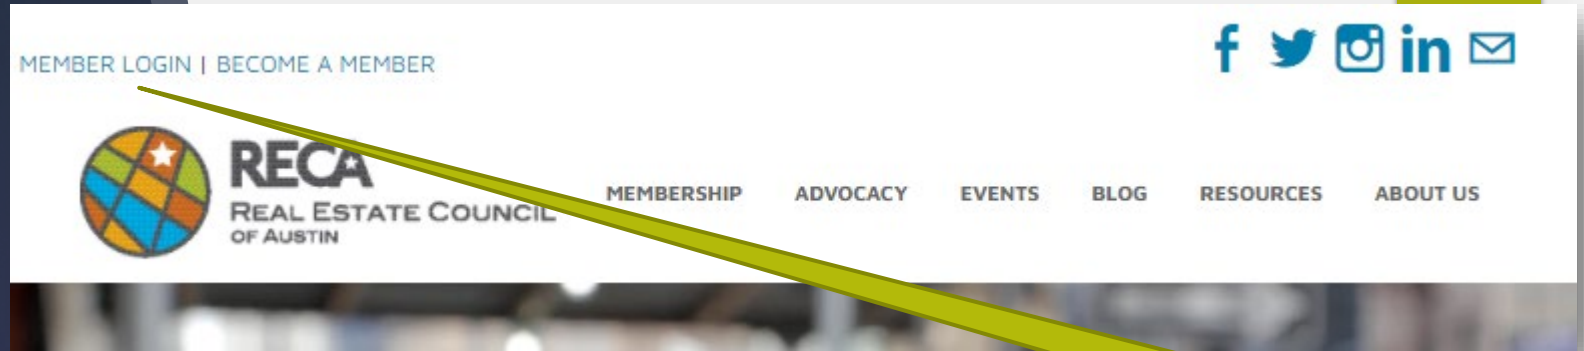 MEMBER LOGIN | BECOME A MEMBER
RECA
REAL ESTATE COUNCIL
OF AUSTIN
MEMBERSHIP ADVOCACY EVENTS BLOG RESOURCES ABOUT US